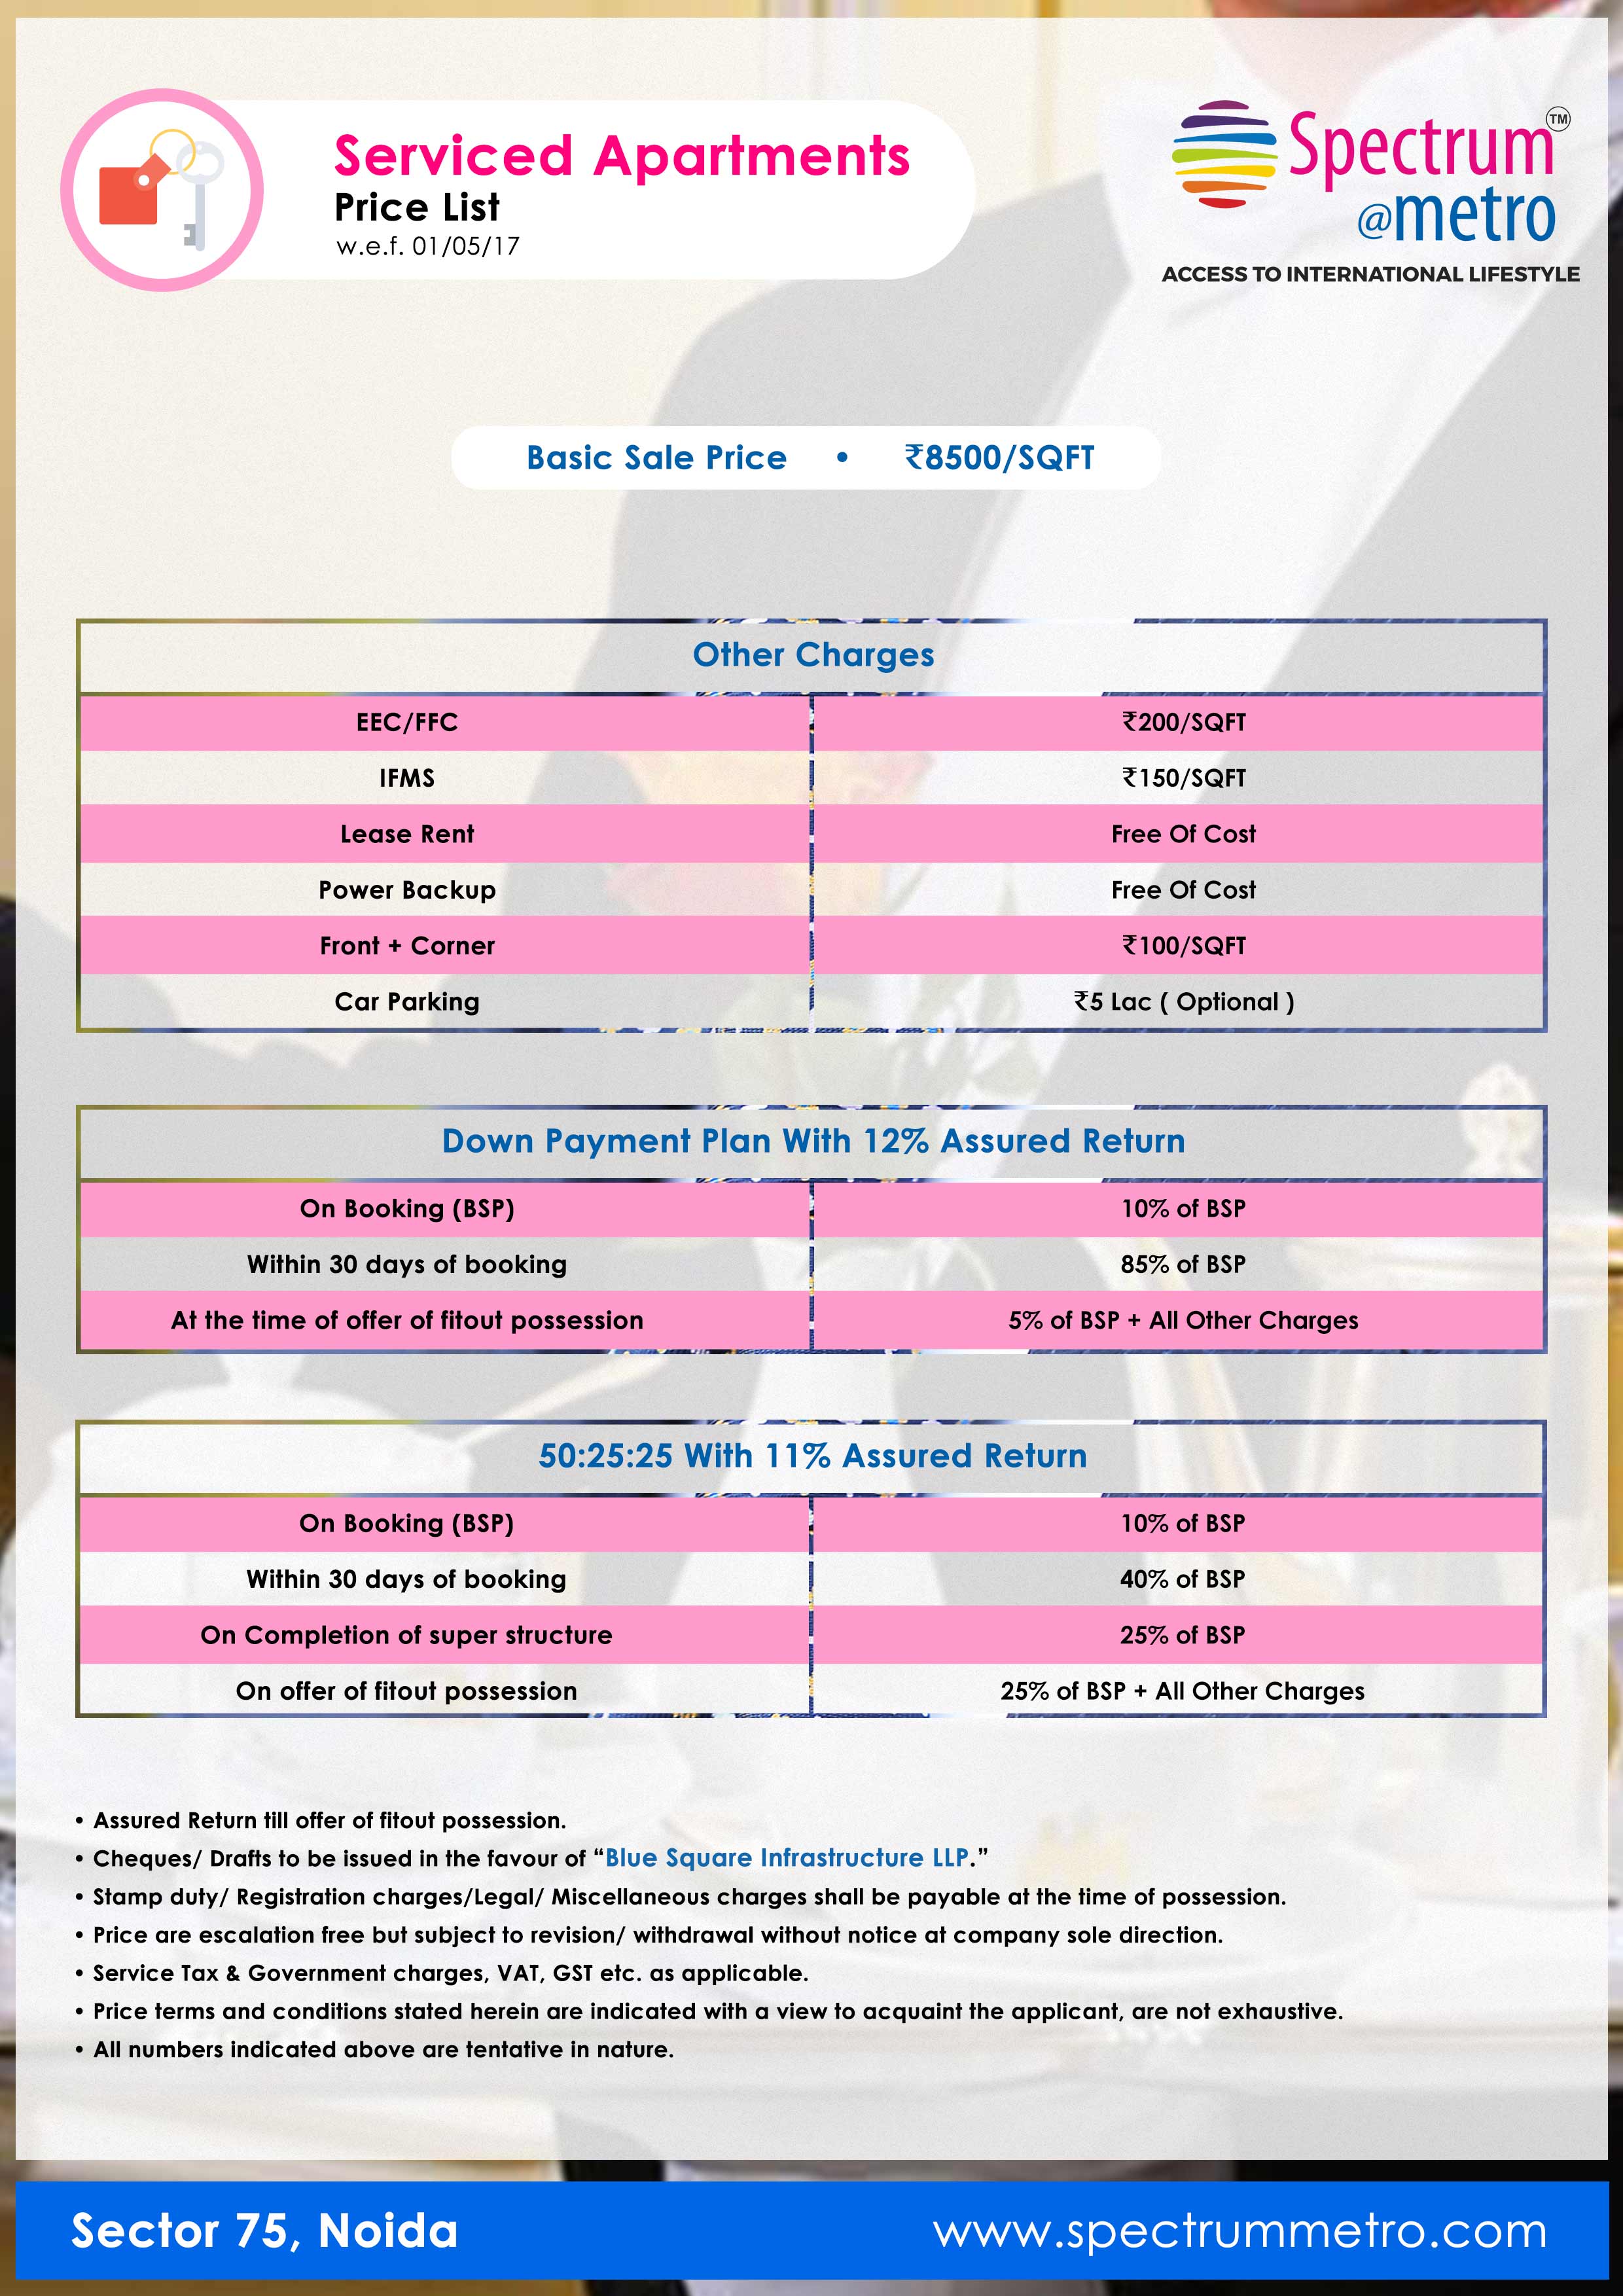 Serviced Apartments
Price List
w.e.f. 01/05/17
Spectrum TM
@metro
ACCESS TO INTERNATIONAL LIFESTYLE
Basic Sale Price • ₹8500/SQFT
Other Charges
EEC/FFC ₹200/SQFT
IFMS ₹150/SQFT
Lease Rent Free Of Cost
Power Backup Free Of Cost
Front + Corner ₹100/SQFT
Car Parking ₹5 Lac ( Optional )
Down Payment Plan With 12% Assured Return
On Booking (BSP) 10% of BSP
Within 30 days of booking 85% of BSP
At the time of offer of fitout possession 5% of BSP + All Other Charges
50:25:25 With 11% Assured Return
On Booking (BSP) 10% of BSP
Within 30 days of booking 40% of BSP
On Completion of super structure 25% of BSP
On offer of fitout possession 25% of BSP + All Other Charges
• Assured Return till offer of fitout possession.
• Cheques/ Drafts to be issued in the favour of “Blue Square Infrastructure LLP.”
• Stamp duty/ Registration charges/Legal/ Miscellaneous charges shall be payable at the time of possession.
• Price are escalation free but subject to revision/ withdrawal without notice at company sole direction.
• Service Tax & Government charges, VAT, GST etc. as applicable.
• Price terms and conditions stated herein are indicated with a view to acquaint the applicant, are not exhaustive.
• All numbers indicated above are tentative in nature.
Sector 75, Noida www.spectrummetro.com